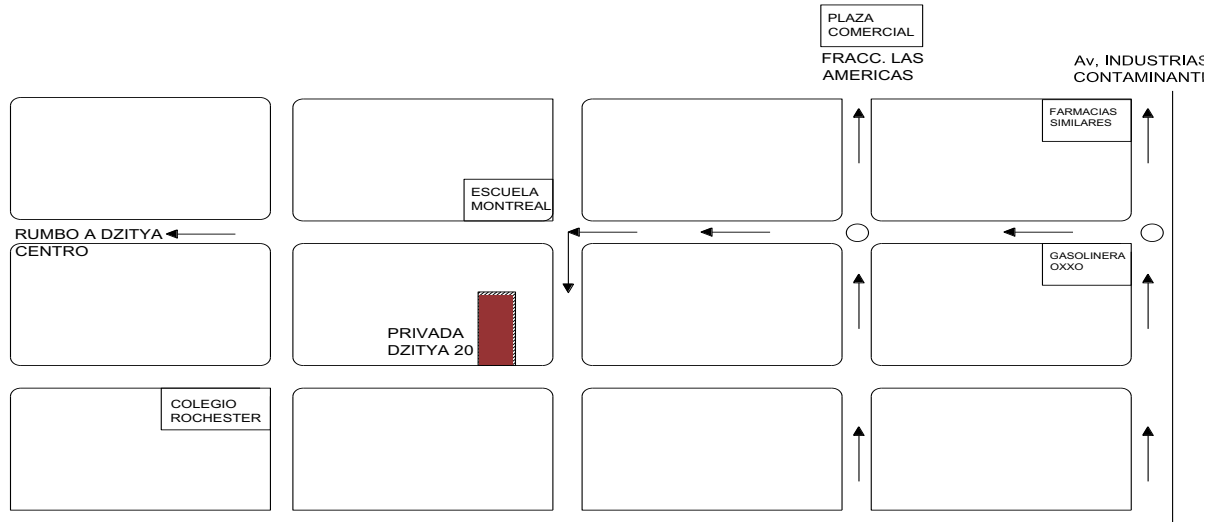 PLAZA
COMERCIAL
FRACC. LAS
AMERICAS
Av, INDUSTRIAS
CONTAMINANTI
FARMACIAS
SIMILARES
ESCUELA
MONTREAL
RUMBO A DZITYA
CENTRO
GASOLINERA
OXXO
PRIVADA
DZITYA 20
COLEGIO
ROCHESTER